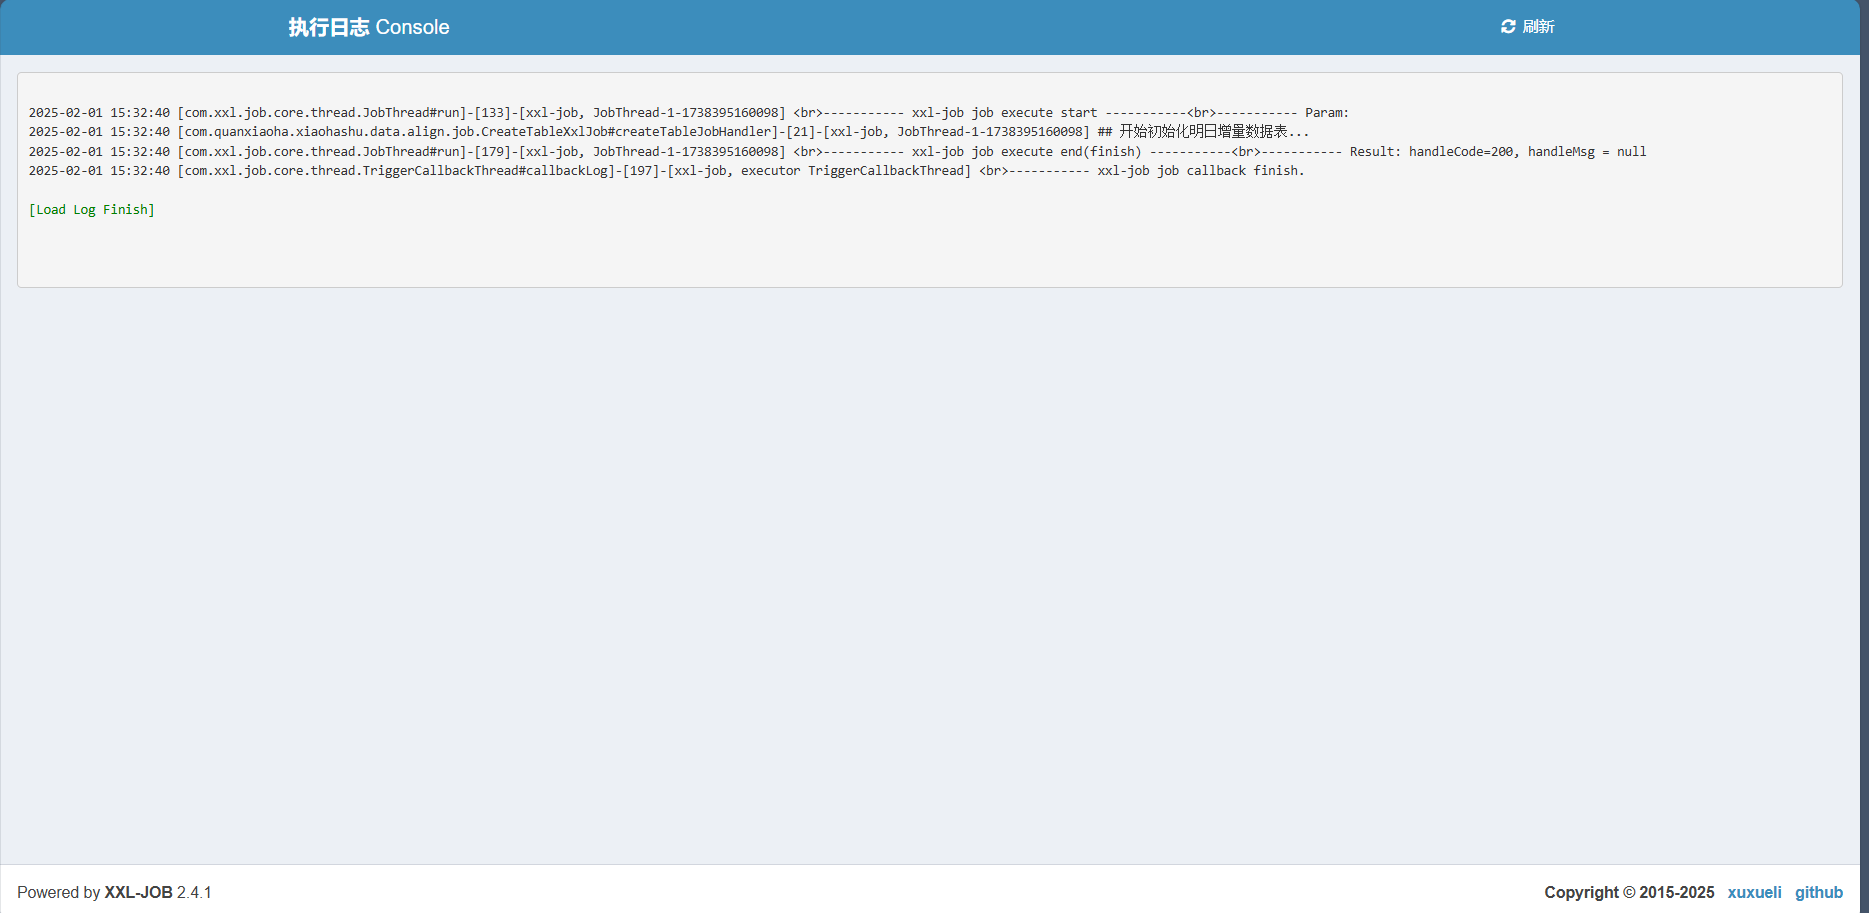 执行日志 Console
刷新
2025-02-01 15:32:40 [com.xxl.job.core.thread.JobThread#run]-[133]-[xxl-job, JobThread-1-1738395160098] <br>----------- xxl-job job execute start -----------<br>----------- Param:
2025-02-01 15:32:40 [com.quanxiaoha.xiaohashu.data.align.job.CreateTableXxlJob#createTableJobHandler]-[21]-[xxl-job, JobThread-1-1738395160098] ## 开始初始化明日增量数据表...
2025-02-01 15:32:40 [com.xxl.job.core.thread.JobThread#run]-[179]-[xxl-job, JobThread-1-1738395160098] <br>----------- xxl-job job execute end(finish) -----------<br>----------- Result: handleCode=200, handleMsg = null
2025-02-01 15:32:40 [com.xxl.job.core.thread.TriggerCallbackThread#callbackLog]-[197]-[xxl-job, executor TriggerCallbackThread] <br>----------- xxl-job job callback finish.
[Load Log Finish]
Powered by XXL-JOB 2.4.1
Copyright © 2015-2025 xuxueli github